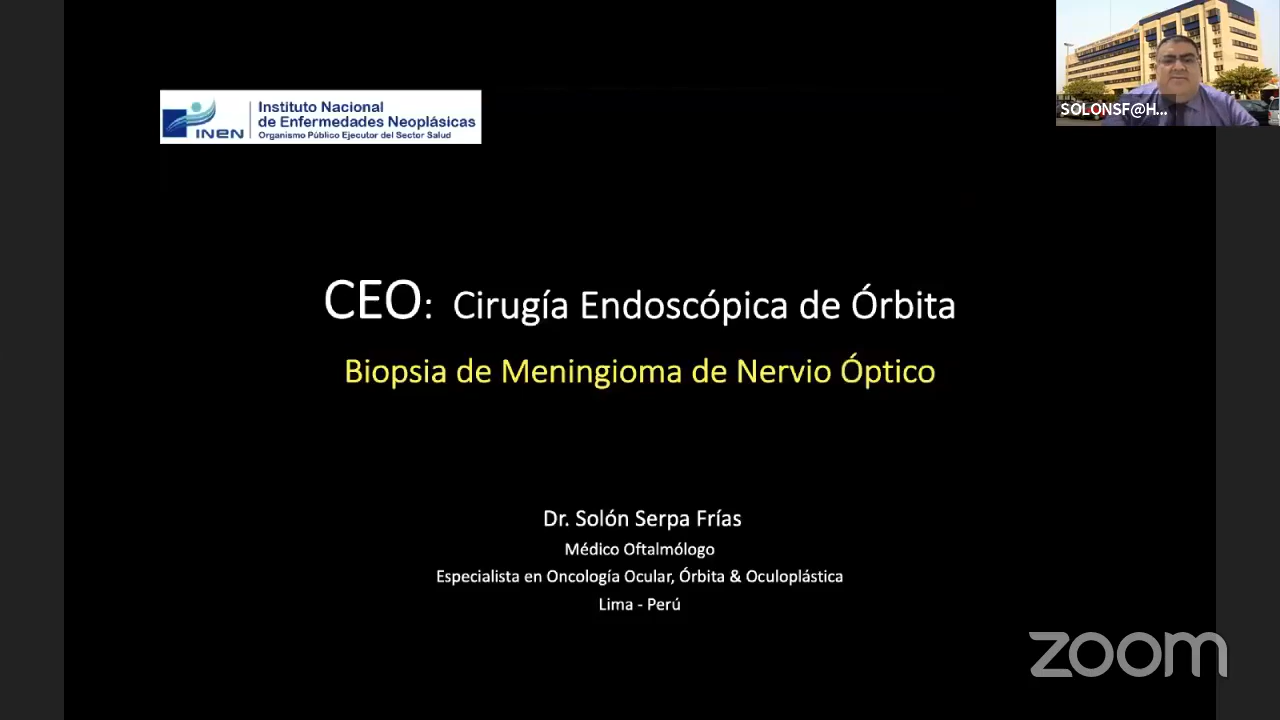 SOLONSF@H...
INEN
Instituto Nacional
de Enfermedades Neoplásicas
Organismo Público Ejecutor del Sector Salud
CEO: Cirugía Endoscópica de Órbita
Biopsia de Meningioma de Nervio Óptico
Dr. Solón Serpa Frías
Médico Oftalmólogo
Especialista en Oncología Ocular, Órbita & Oculoplástica
Lima - Perú
zoom